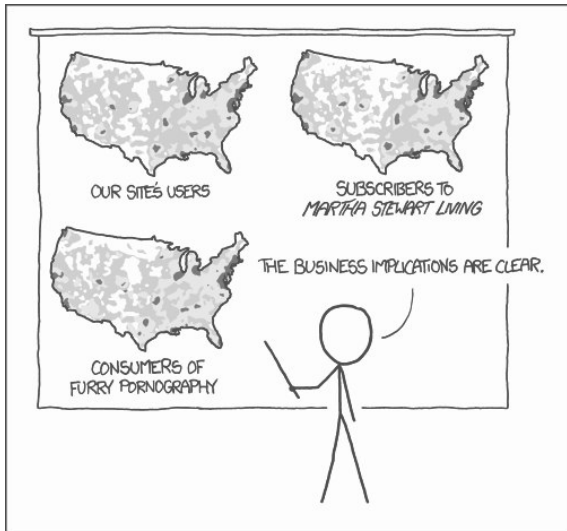 OUR SITE'S USERS
SUBSCRIBERS TO
MARTHA STEWART LIVING
THE BUSINESS IMPLICATIONS ARE CLEAR.
CONSUMERS OF
FURRY PORNOGRAPHY